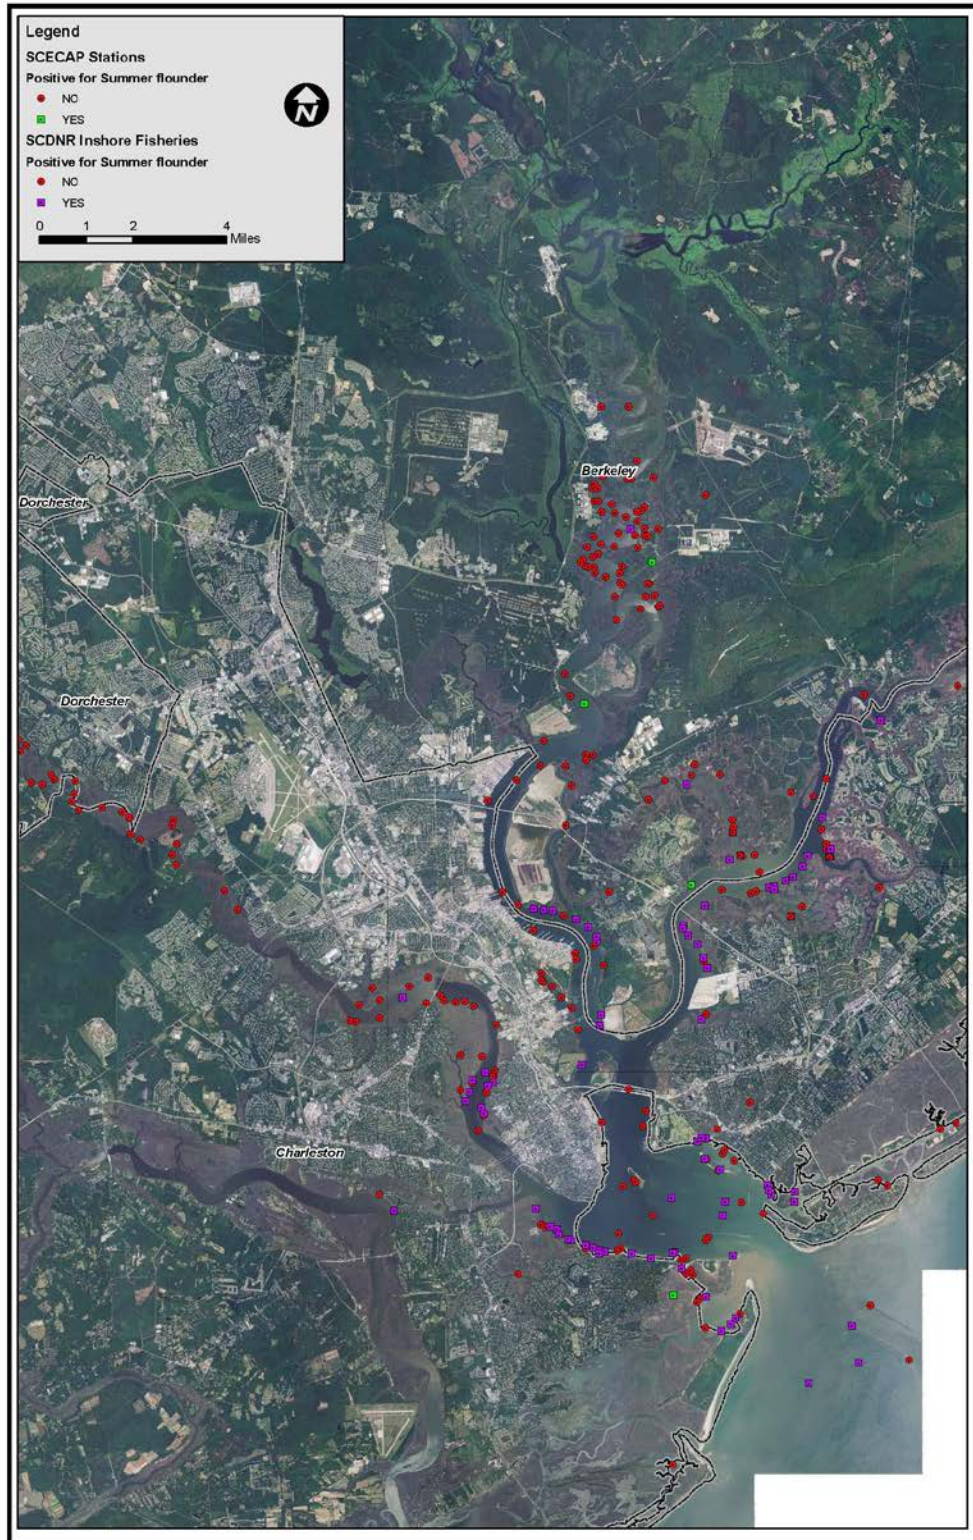 Legend
SCECAP Stations
Positive for Summer flounder
NO
YES
SCDNR Inshore Fisheries
Positive for Summer flounder
NO
YES
0 1 2 4
Miles
N
Berkeley
Dorchester
Dorchester
Charleston